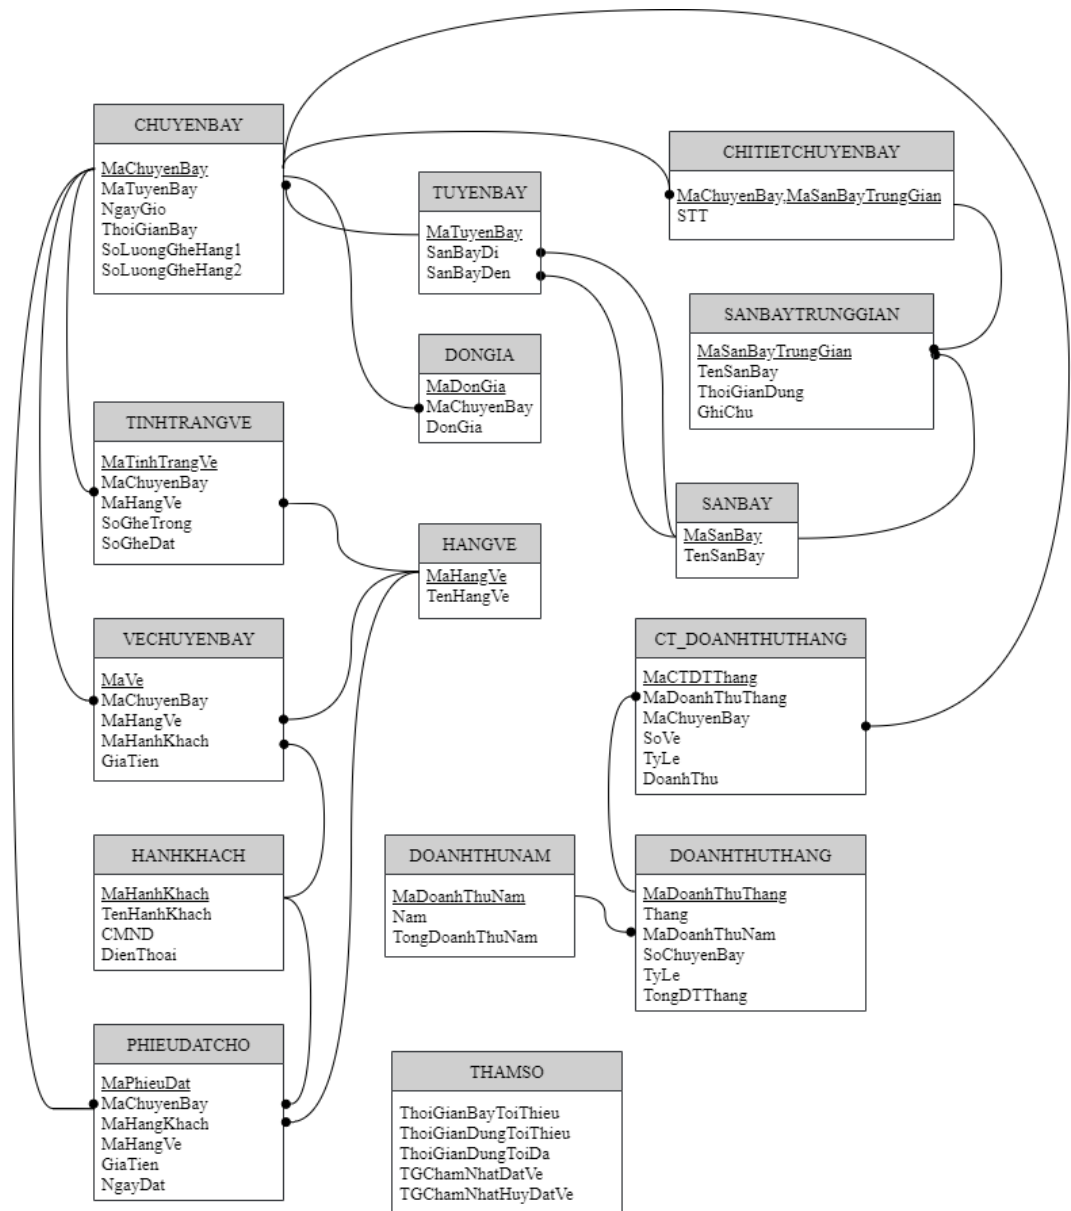 CHUYENBAY
MaChuyenBay
MaTuyenBay
NgayGio
ThoiGianBay
SoLuongGheHang1
SoLuongGheHang2
TUYENBAY
MaTuyenBay
SanBayDi
SanBayDen
CHITIETCHUYENBAY
MaChuyenBay,MaSanBayTrungGian
STT
SANBAYTRUNGGIAN
MaSanBayTrungGian
TenSanBay
ThoiGianDung
GhiChu
DONGIA
MaDonGia
MaChuyenBay
DonGia
TINHTRANGVE
MaTinhTrangVe
MaChuyenBay
MaHangVe
SoGheTrong
SoGheDat
HANGVE
MaHangVe
TenHangVe
SANBAY
MaSanBay
TenSanBay
VECHUYENBAY
MaVe
MaChuyenBay
MaHangVe
MaHanhKhach
GiaTien
CT_DOANHTHUTHANG
MaCTDTThang
MaDoanhThuThang
MaChuyenBay
SoVe
TyLe
DoanhThu
HANHKHACH
MaHanhKhach
TenHanhKhach
CMND
DienThoai
DOANHTHUNAM
MaDoanhThuNam
Nam
TongDoanhThuNam
DOANHTHUTHANG
MaDoanhThuThang
Thang
MaDoanhThuNam
SoChuyenBay
TyLe
TongDTThang
PHIEUDATCHO
MaPhieuDat
MaChuyenBay
MaHangKhach
MaHangVe
GiaTien
NgayDat
THAMSO
ThoiGianBayToiThieu
ThoiGianDungToiThieu
ThoiGianDungToiDa
TGChamNhatDatVe
TGChamNhatHuyDatVe